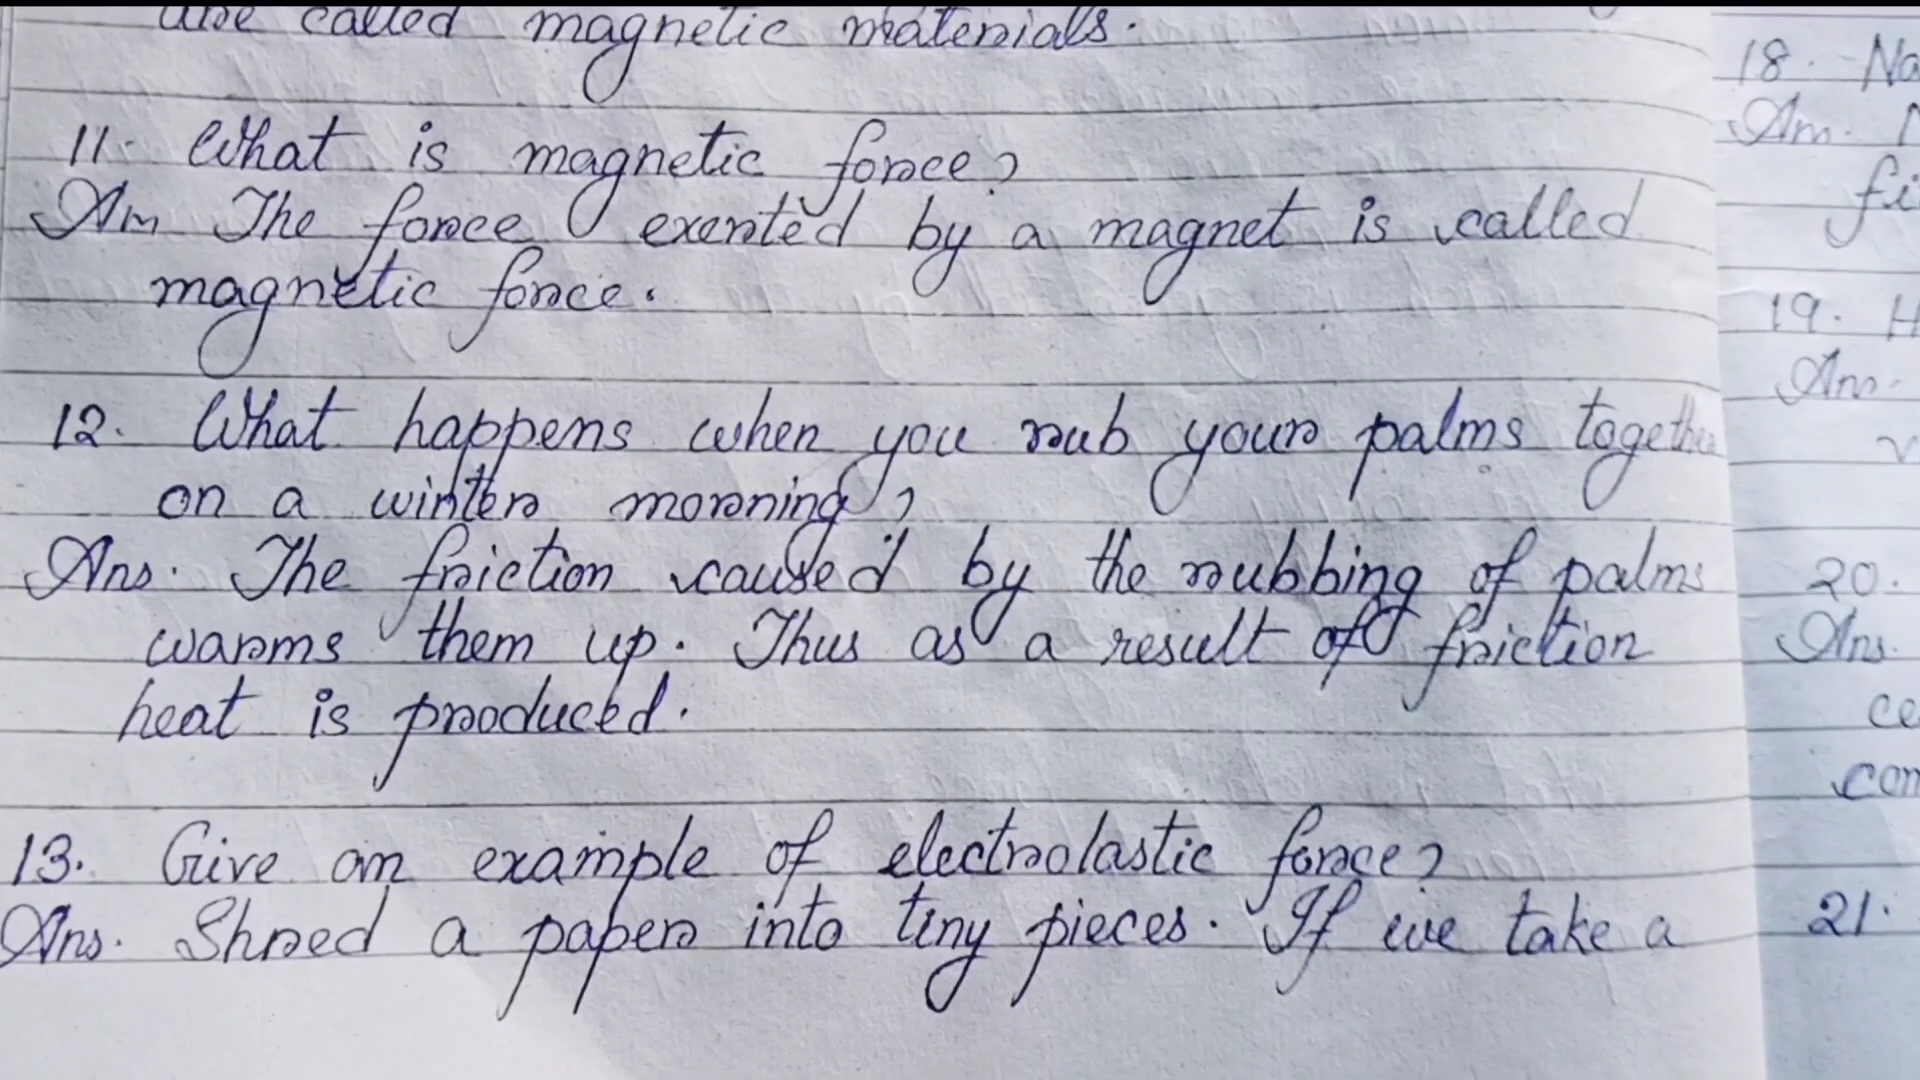 are called magnetic materials.
11. What is magnetic force?
Ans The force exerted by a magnet is called
magnetic force.
12. What happens when you rub your palms together
on a winter morning?
Ans. The friction caused by the rubbing of palms
warms them up. Thus as a result of friction
heat is produced.
13. Give an example of electrolastic force?
Ans. Shred a paper into tiny pieces. If we take a
18. Na
Ans.
fi
19. H
Ans.
20.
Ans.
ce
con
21.